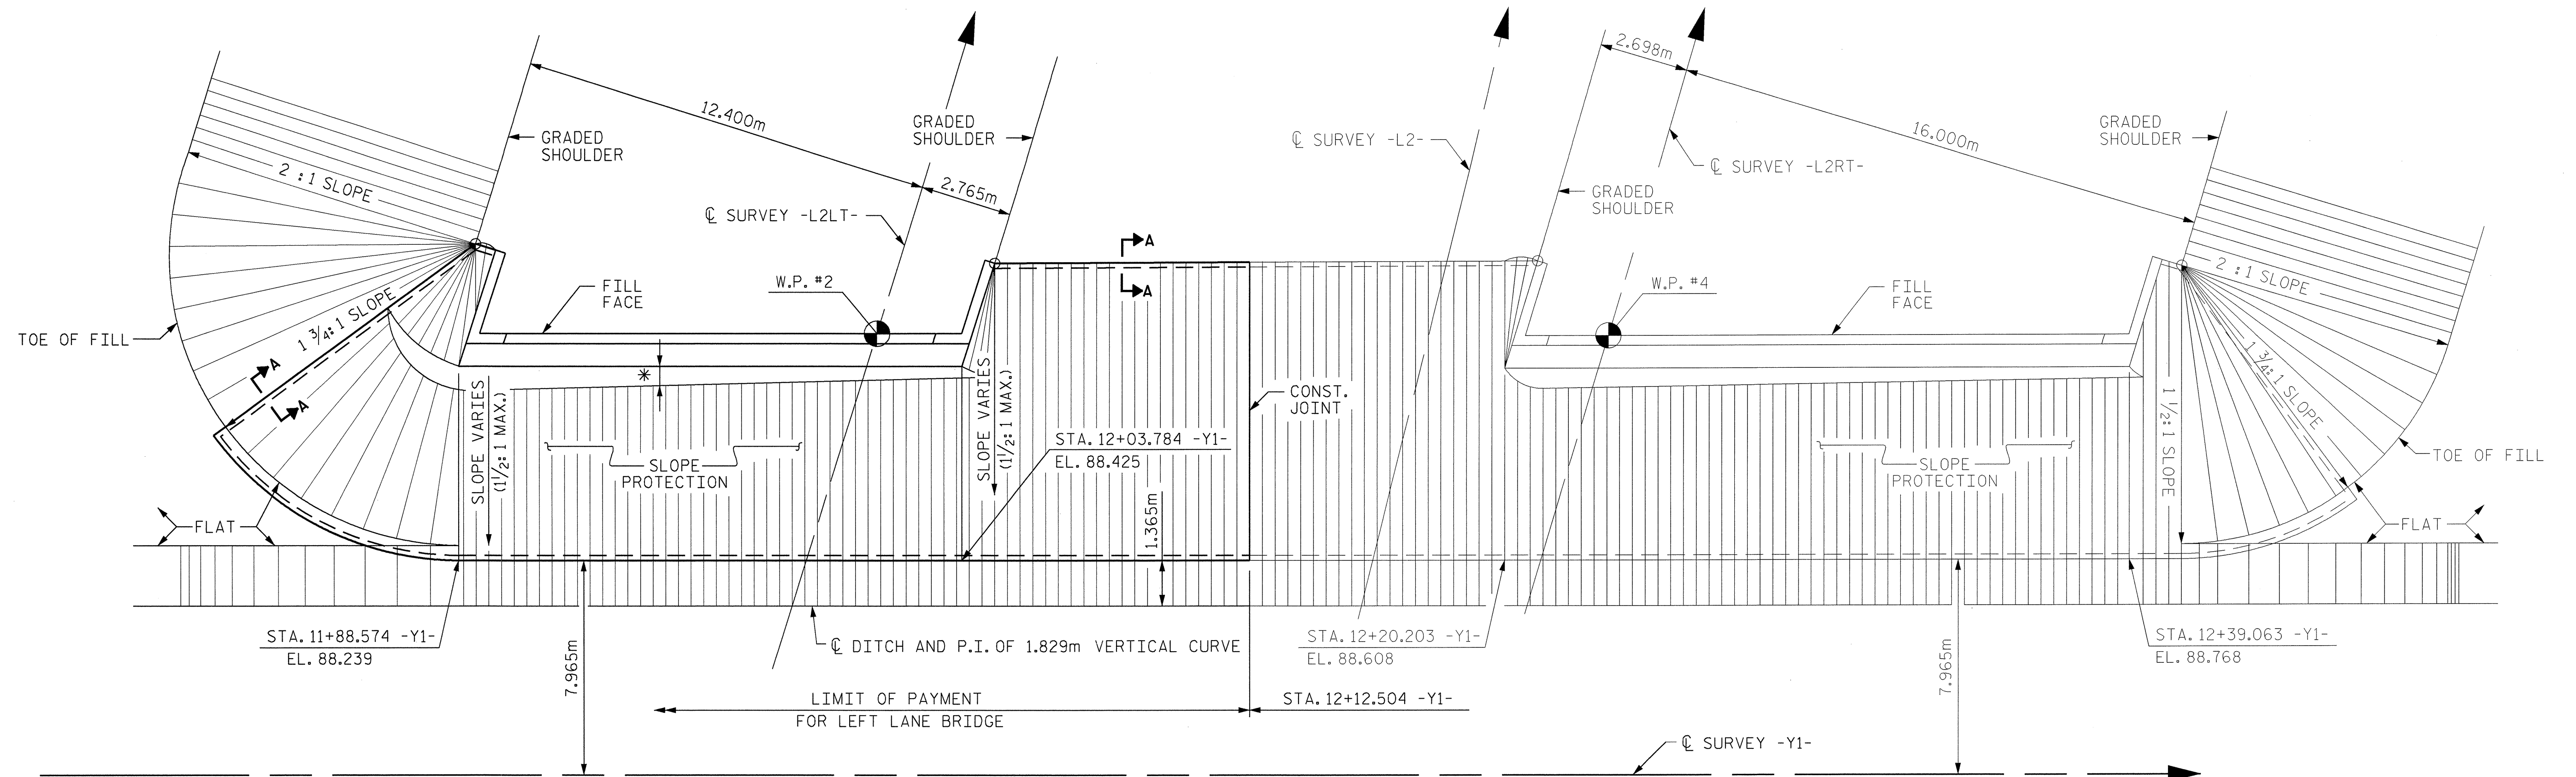 2.698m
12.400m
GRADED
SHOULDER
GRADED
SHOULDER
℄ SURVEY -L2-
16.000m
GRADED
SHOULDER
℄ SURVEY -L2RT-
2 : 1 SLOPE
2.765m
℄ SURVEY -L2LT-
GRADED
SHOULDER
A
A
FILL
FACE
W.P. #2
W.P. #4
FILL
FACE
2 : 1 SLOPE
TOE OF FILL
1 3/4: 1 SLOPE
A
A
*
SLOPE VARIES
(1 1/2: 1 MAX.)
SLOPE VARIES
(1 1/2: 1 MAX.)
CONST.
JOINT
1 1/2: 1 SLOPE
1 3/4: 1 SLOPE
STA. 12+03.784 -Y1-
EL. 88.425
SLOPE
PROTECTION
SLOPE
PROTECTION
TOE OF FILL
FLAT
1.365m
FLAT
STA. 11+88.574 -Y1-
EL. 88.239
℄ DITCH AND P.I. OF 1.829m VERTICAL CURVE
STA. 12+20.203 -Y1-
EL. 88.608
STA. 12+39.063 -Y1-
EL. 88.768
7.965m
7.965m
LIMIT OF PAYMENT
FOR LEFT LANE BRIDGE
STA. 12+12.504 -Y1-
℄ SURVEY -Y1-